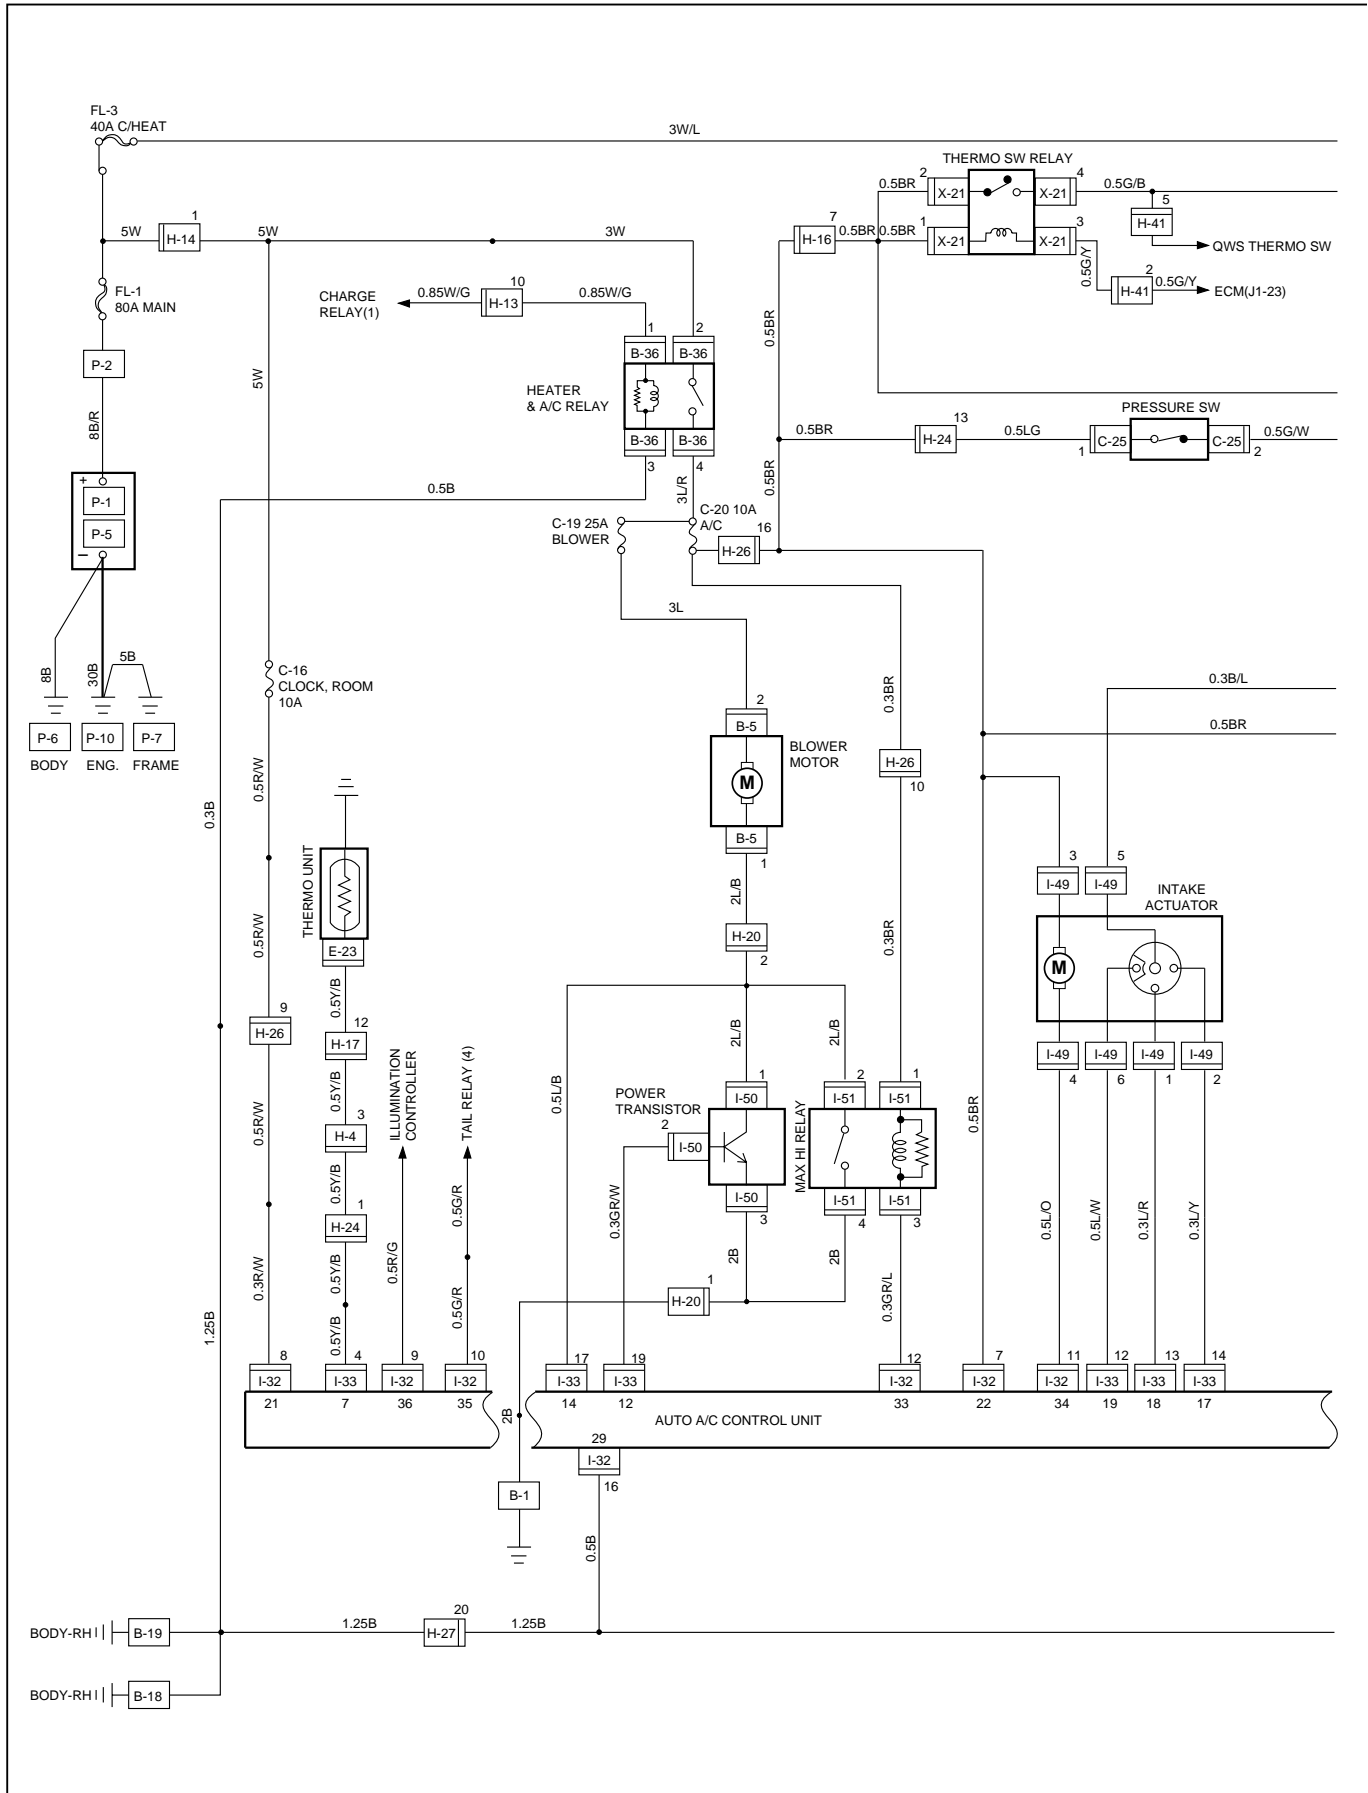 FL-3
40A C/HEAT
3W/L
THERMO SW RELAY
2
0.5BR
X-21
X-21
4
0.5G/B
5
H-41
QWS THERMO SW
5W
1
H-14
5W
3W
7
H-16
0.5BR
0.5BR
1
X-21
X-21
3
0.5G/Y
2
H-41
0.5G/Y
ECM(J1-23)
FL-1
80A MAIN
CHARGE
RELAY(1)
0.85W/G
10
H-13
0.85W/G
0.5BR
1
B-36
2
B-36
P-2
5W
HEATER
& A/C RELAY
8B/R
B-36
B-36
3
4
PRESSURE SW
0.5BR
13
H-24
0.5LG
1
C-25
C-25
2
0.5G/W
+
P-1
P-5
–
0.5B
3L/R
0.5BR
C-19 25A
BLOWER
C-20 10A
A/C
16
H-26
3L
8B
30B
5B
C-16
CLOCK, ROOM
10A
0.3BR
0.3B/L
0.5BR
P-6
P-10
P-7
BODY
ENG.
FRAME
2
B-5
BLOWER
MOTOR
M
B-5
1
H-26
10
0.5R/W
0.3B
THERMO UNIT
E-23
2L/B
0.5R/W
H-20
2
0.3BR
3
I-49
5
I-49
INTAKE
ACTUATOR
M
9
H-26
0.5Y/B
12
H-17
0.5Y/B
3
H-4
0.5Y/B
1
H-24
0.5Y/B
0.5Y/B
ILLUMINATION
CONTROLLER
TAIL RELAY (4)
0.5R/W
0.3R/W
0.5R/G
0.5G/R
0.5G/R
0.5L/B
2L/B
2L/B
POWER
TRANSISTOR
1
I-50
2
I-50
I-50
3
MAX HI RELAY
2
I-51
1
I-51
I-51
4
I-51
3
0.5BR
I-49
4
I-49
6
I-49
1
I-49
2
0.3GR/W
2B
2B
0.3GR/L
0.5L/O
0.5L/W
0.3L/R
0.3L/Y
1
H-20
1.25B
8
I-32
21
4
I-33
7
9
I-32
36
10
I-32
35
17
I-33
14
19
I-33
12
12
I-32
33
7
I-32
22
11
I-32
34
12
I-33
19
13
I-33
18
14
I-33
17
2B
AUTO A/C CONTROL UNIT
29
I-32
16
B-1
0.5B
BODY-RH
B-19
1.25B
20
H-27
1.25B
BODY-RH
B-18